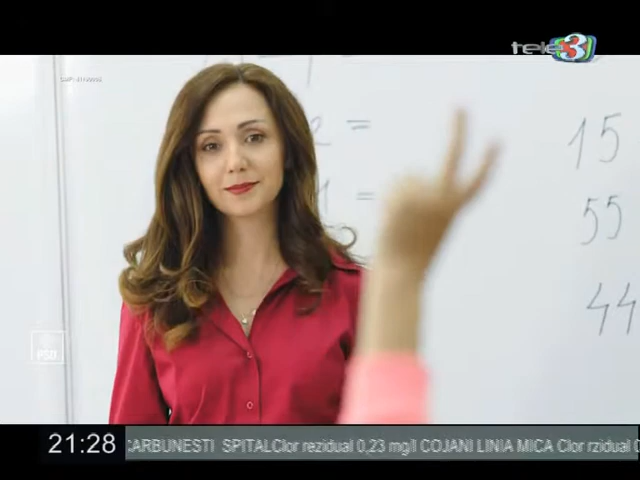 tele3
2 =
=
15
55
44
PSD
21:28
CARBUNESTI SPITALClor rezidual 0,23 mg/l COJANI LINIA MICA Clor rzidual 0